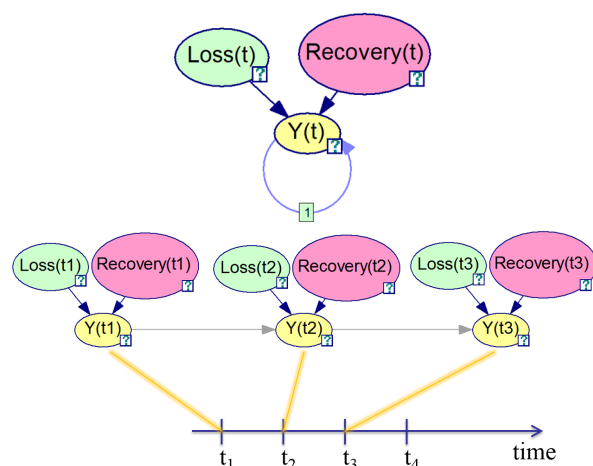 Loss(t)
Recovery(t)
?
?
Y(t)
?
1
Loss(t1)
Recovery(t1)
Loss(t2)
Recovery(t2)
Loss(t3)
Recovery(t3)
?
?
?
?
?
?
Y(t1)
Y(t2)
Y(t3)
?
?
?
t1
t2
t3
t4
time